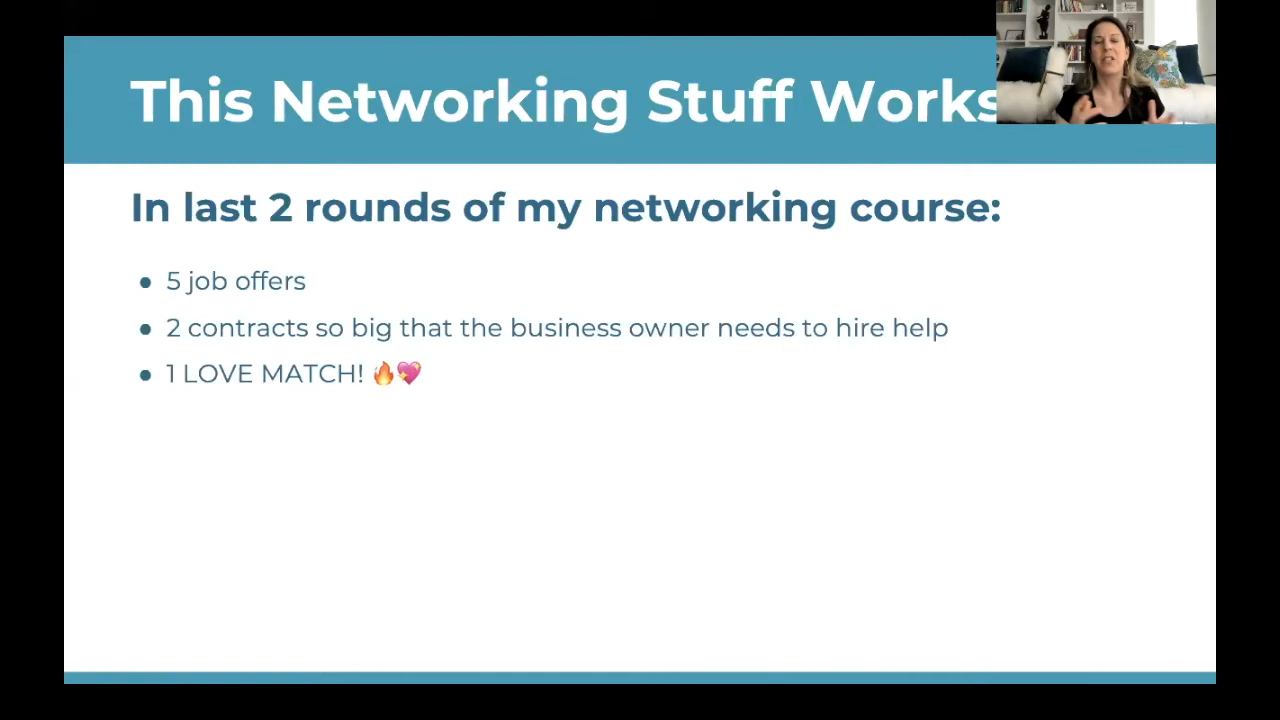 This Networking Stuff Works
In last 2 rounds of my networking course:
● 5 job offers
● 2 contracts so big that the business owner needs to hire help
● 1 LOVE MATCH! 🔥💖